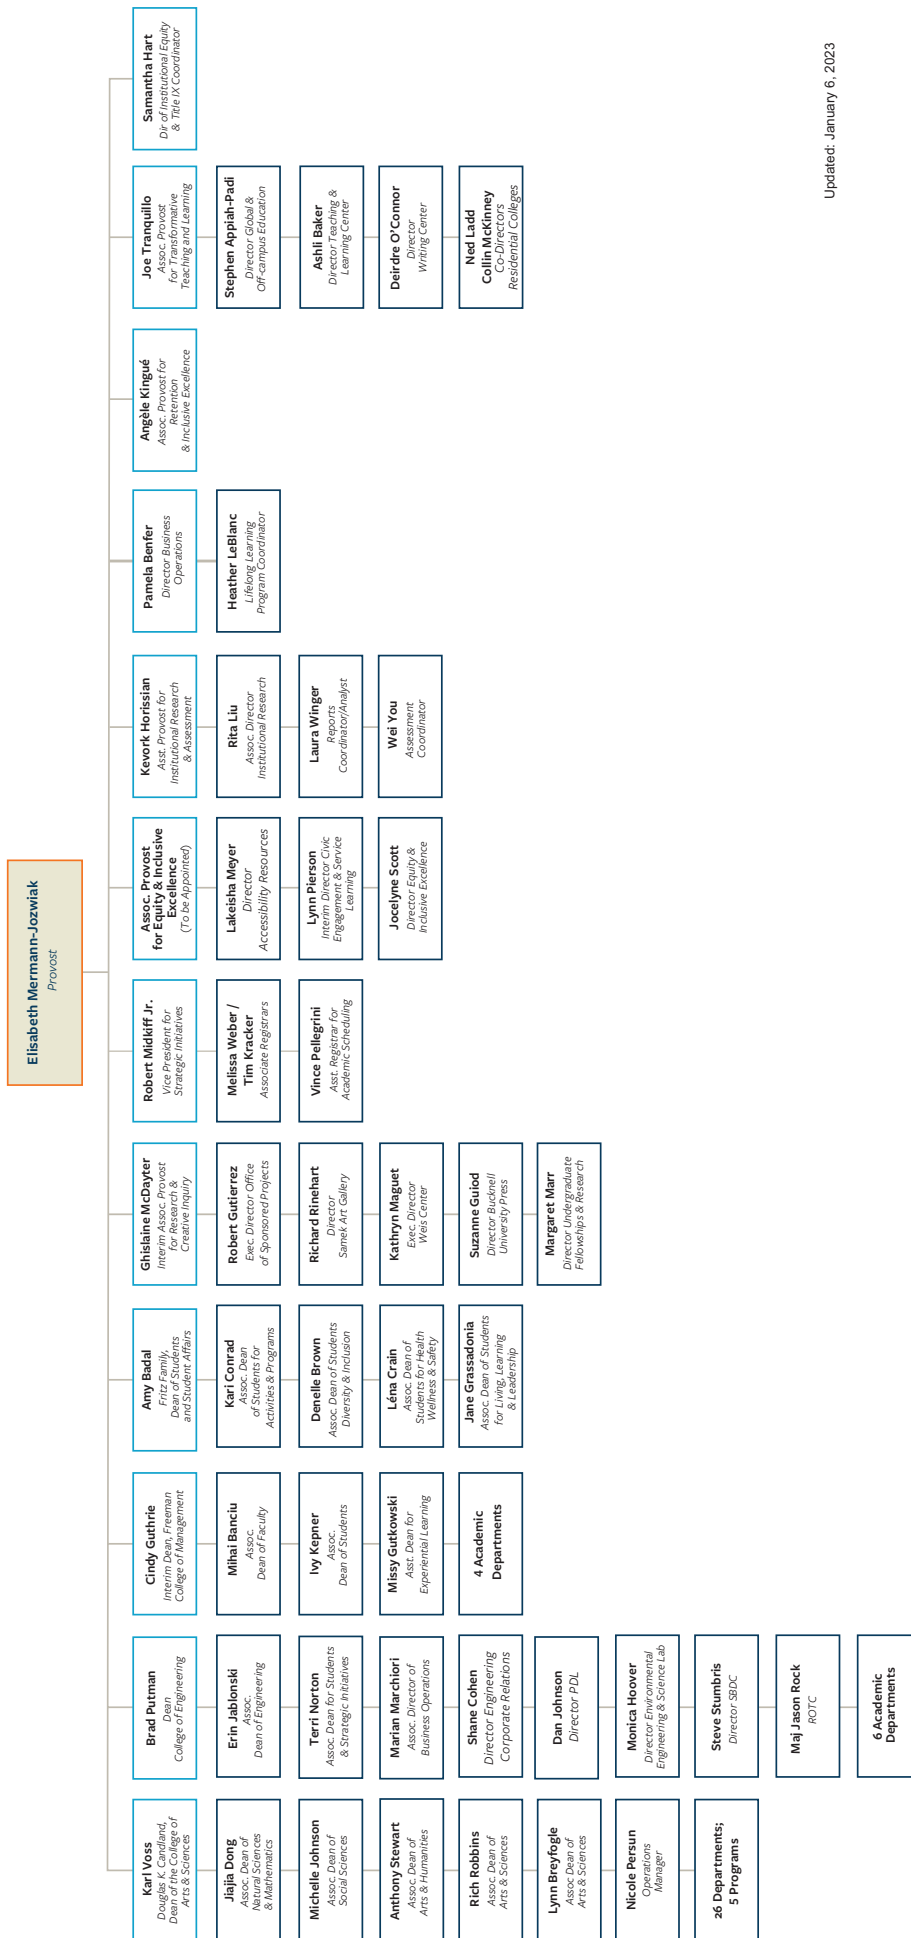 Elisabeth Mermann-Jozwiak
Provost
Karl Voss
Douglas K. Candland,
Dean of the College of
Arts & Sciences
Jiajia Dong
Assoc. Dean of
Natural Sciences
& Mathematics
Michelle Johnson
Assoc. Dean of
Social Sciences
Anthony Stewart
Assoc. Dean of
Arts & Humanities
Rich Robbins
Assoc. Dean of
Arts & Sciences
Lynn Breyfogle
Assoc Dean of
Arts & Sciences
Nicole Persun
Operations
Manager
26 Departments;
5 Programs
Brad Putman
Dean
College of Engineering
Erin Jablonski
Assoc.
Dean of Engineering
Terri Norton
Assoc. Dean for Students
& Strategic Initiatives
Marian Marchiori
Assoc. Director of
Business Operations
Shane Cohen
Director Engineering
Corporate Relations
Dan Johnson
Director PDL
Monica Hoover
Director Environmental
Engineering & Science Lab
Steve Stumbris
Director SBDC
Maj Jason Rock
ROTC
6 Academic
Departments
Cindy Guthrie
Interim Dean, Freeman
College of Management
Mihai Banciu
Assoc.
Dean of Faculty
Ivy Kepner
Assoc.
Dean of Students
Missy Gutkowski
Asst. Dean for
Experiential Learning
4 Academic
Departments
Amy Badal
Fritz Family,
Dean of Students
and Student Affairs
Kari Conrad
Assoc. Dean
of Students for
Activities & Programs
Denelle Brown
Assoc. Dean of Students
Diversity & Inclusion
Léna Crain
Assoc. Dean of
Students for Health
Wellness & Safety
Jane Grassadonia
Assoc. Dean of Students
for Living, Learning
& Leadership
Ghislaine McDayter
Interim Assoc. Provost
for Research &
Creative Inquiry
Robert Gutierrez
Exec. Director Office
of Sponsored Projects
Richard Rinehart
Director
Samek Art Gallery
Kathryn Maguet
Exec. Director
Weis Center
Suzanne Guiod
Director Bucknell
University Press
Margaret Marr
Director Undergraduate
Fellowships & Research
Robert Midkiff Jr.
Vice President for
Strategic Initiatives
Melissa Weber /
Tim Kracker
Associate Registrars
Vince Pellegrini
Asst. Registrar for
Academic Scheduling
Assoc. Provost
for Equity & Inclusive
Excellence
(To be Appointed)
Lakeisha Meyer
Director
Accessibility Resources
Lynn Pierson
Interim Director Civic
Engagement & Service
Learning
Jocelyne Scott
Director Equity &
Inclusive Excellence
Kevork Horissian
Asst. Provost for
Institutional Research
& Assessment
Rita Liu
Assoc. Director
Institutional Research
Laura Winger
Reports
Coordinator/Analyst
Wei You
Assessment
Coordinator
Pamela Benfer
Director Business
Operations
Heather LeBlanc
Lifelong Learning
Program Coordinator
Angèle Kingué
Assoc. Provost for
Retention
& Inclusive Excellence
Joe Tranquillo
Assoc. Provost
for Transformative
Teaching and Learning
Stephen Appiah-Padi
Director Global &
Off-campus Education
Ashli Baker
Director Teaching &
Learning Center
Deirdre O'Connor
Director
Writing Center
Ned Ladd
Collin McKinney
Co-Directors
Residential Colleges
Samantha Hart
Dir of Institutional Equity
& Title IX Coordinator
Updated: January 6, 2023